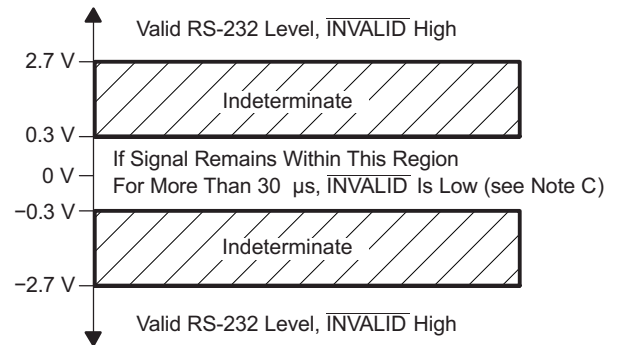 Valid RS-232 Level, INVALID High
2.7 V
Indeterminate
0.3 V
If Signal Remains Within This Region
0 V
For More Than 30 µs, INVALID Is Low (see Note C)
−0.3 V
Indeterminate
−2.7 V
Valid RS-232 Level, INVALID High